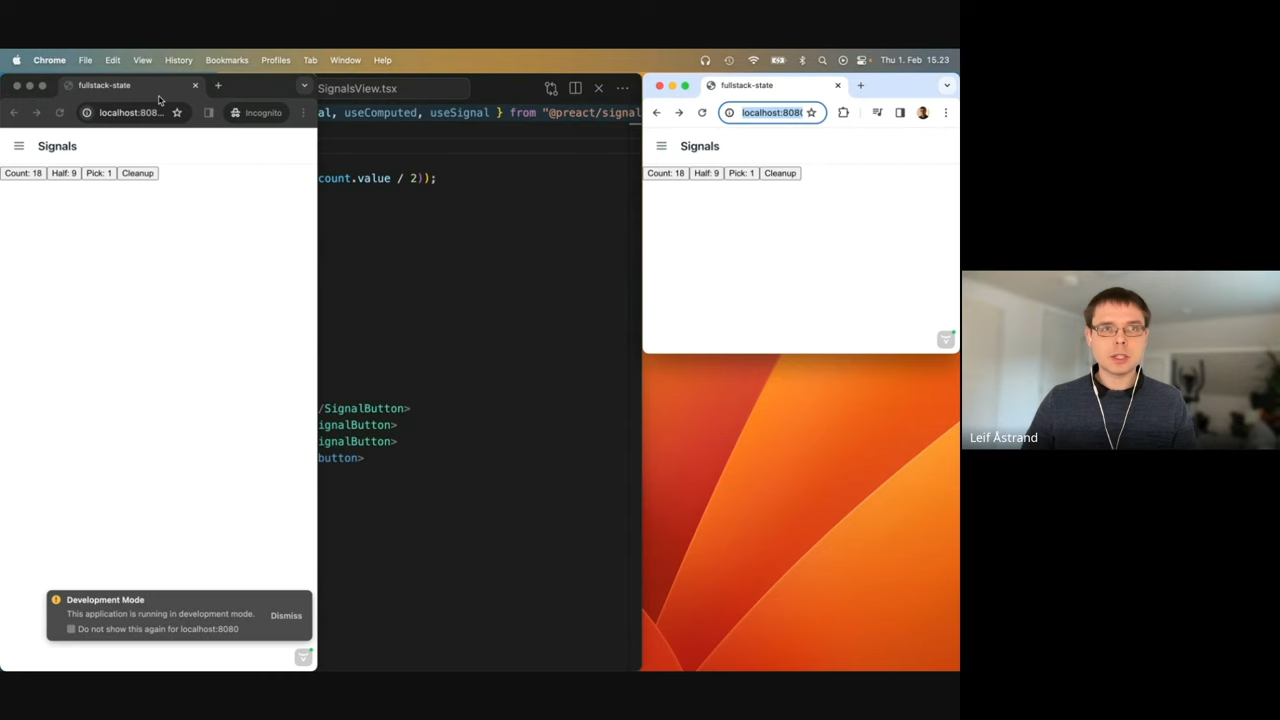 Chrome File Edit View History Bookmarks Profiles Tab Window Help
Thu 1. Feb 15.23
fullstack-state
localhost:808...
Incognito
Signals
Count: 18 Half: 9 Pick: 1 Cleanup
Development Mode
This application is running in development mode.
Do not show this again for localhost:8080
Dismiss
SignalsView.tsx
al, useComputed, useSignal } from "@preact/signal
count.value / 2));
/SignalButton>
ignalButton>
ignalButton>
button>
fullstack-state
localhost:808
Signals
Count: 18 Half: 9 Pick: 1 Cleanup
Leif Åstrand